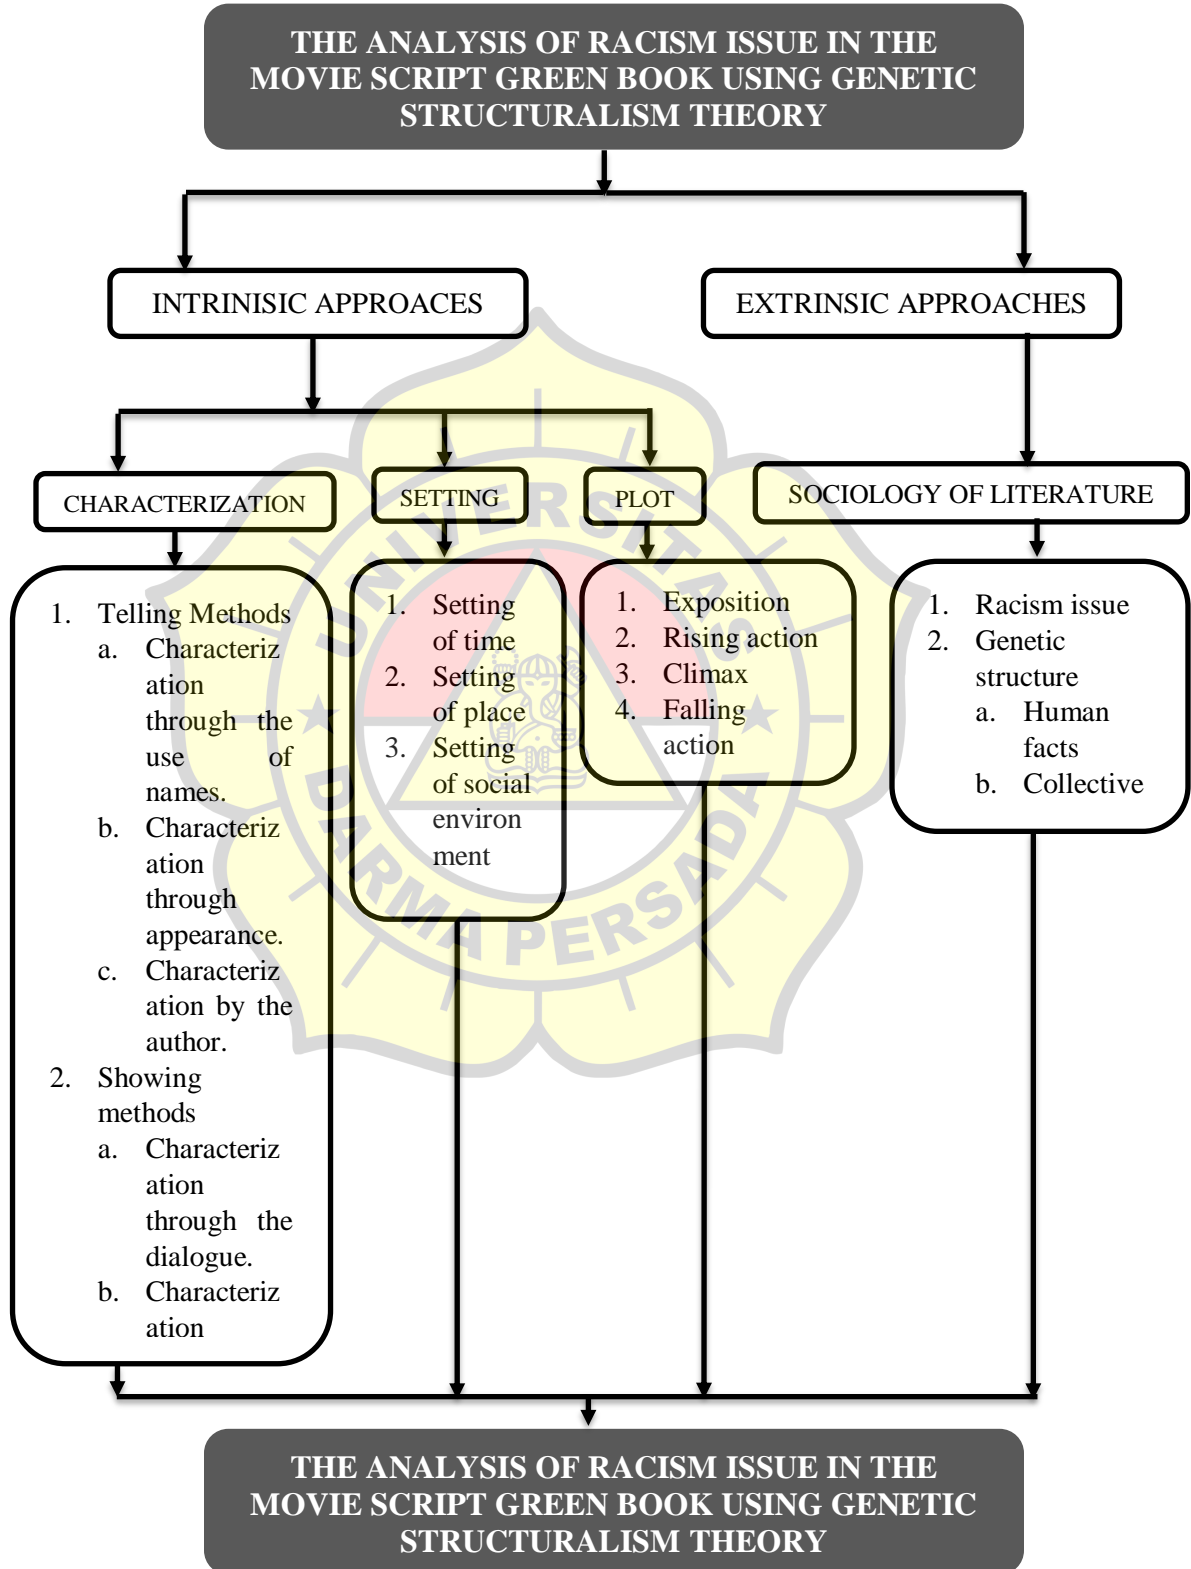 THE ANALYSIS OF RACISM ISSUE IN THE
MOVIE SCRIPT GREEN BOOK USING GENETIC
STRUCTURALISM THEORY
INTRINISIC APPROACES
EXTRINSIC APPROACHES
CHARACTERIZATION
SETTING
PLOT
SOCIOLOGY OF LITERATURE
1. Telling Methods
a. Characteriz
ation
through the
use of
names.
b. Characteriz
ation
through
appearance.
c. Characteriz
ation by the
author.
2. Showing
methods
a. Characteriz
ation
through the
dialogue.
b. Characteriz
ation
1. Setting
of time
2. Setting
of place
3. Setting
of social
environ
ment
1. Exposition
2. Rising action
3. Climax
4. Falling
action
1. Racism issue
2. Genetic
structure
a. Human
facts
b. Collective
UNIVERSITAS
DARMA PERSADA
THE ANALYSIS OF RACISM ISSUE IN THE
MOVIE SCRIPT GREEN BOOK USING GENETIC
STRUCTURALISM THEORY